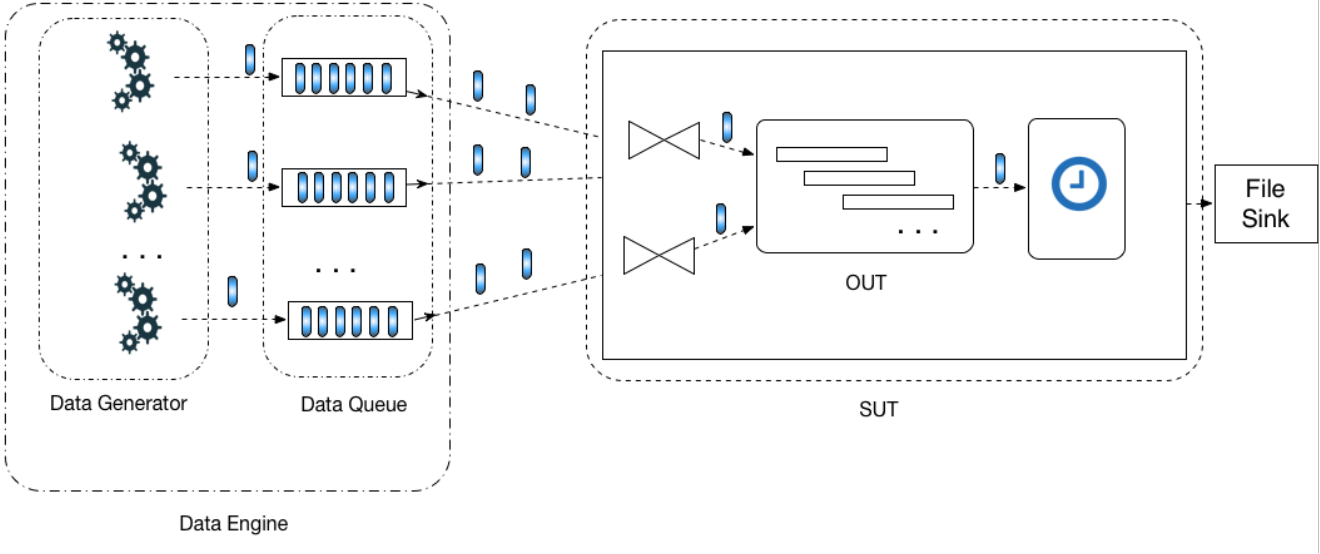 . . .
. . .
. . .
OUT
File
Sink
Data Generator
Data Queue
SUT
Data Engine